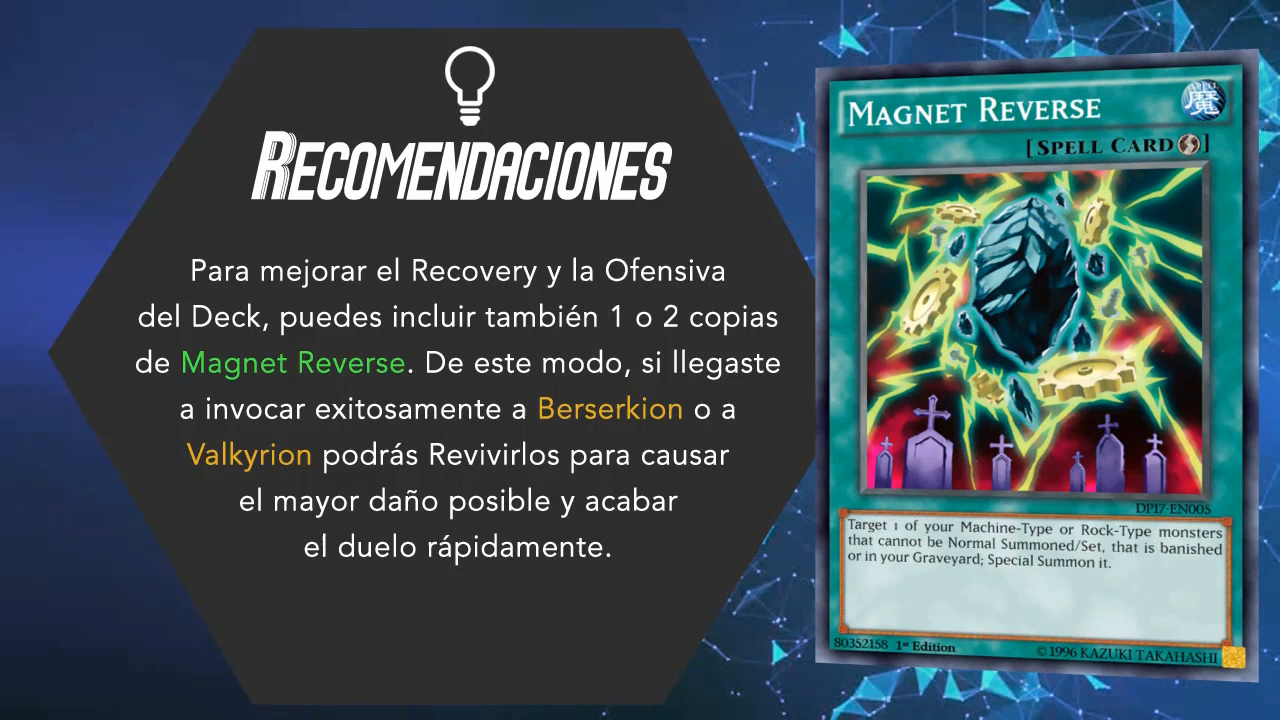 RECOMENDACIONES
Para mejorar el Recovery y la Ofensiva
del Deck, puedes incluir también 1 o 2 copias
de Magnet Reverse. De este modo, si llegaste
a invocar exitosamente a Berserkion o a
Valkyrion podrás Revivirlos para causar
el mayor daño posible y acabar
el duelo rápidamente.
MAGNET REVERSE
魔
[SPELL CARD]
DP17-EN005
Target 1 of your Machine-Type or Rock-Type monsters
that cannot be Normal Summoned/Set, that is banished
or in your Graveyard; Special Summon it.
80352158 1st Edition
© 1996 KAZUKI TAKAHASHI